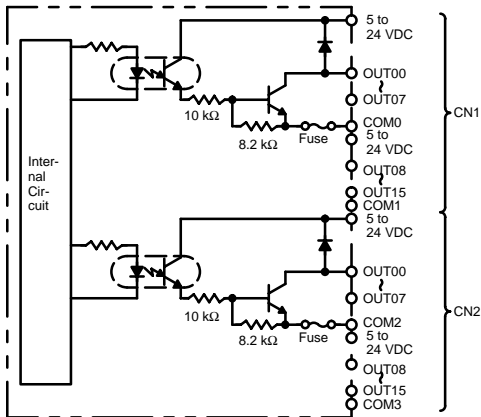 5 to
24 VDC
OUT00
~
OUT07
10 kΩ
COM0
8.2 kΩ
Fuse
5 to
24 VDC
CN1
Inter-
nal
Cir-
cuit
OUT08
~
OUT15
COM1
5 to
24 VDC
OUT00
~
OUT07
10 kΩ
COM2
8.2 kΩ
Fuse
5 to
24 VDC
CN2
OUT08
~
OUT15
COM3